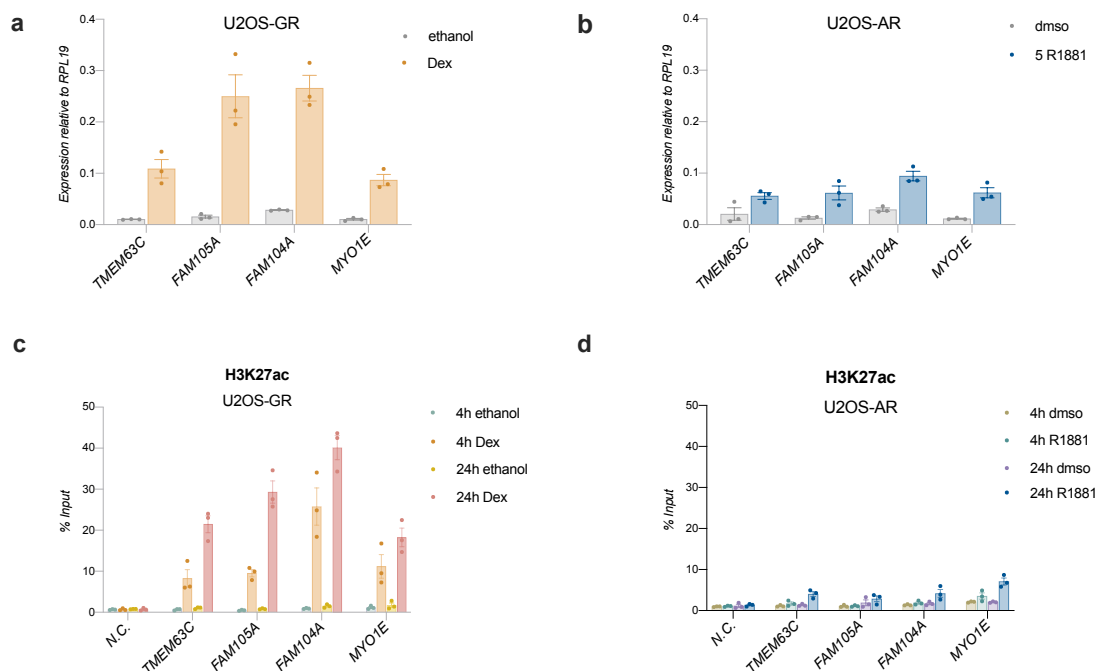 a
U2OS-GR
ethanol
Dex
Expression relative to RPL19
0.4
0.3
0.2
0.1
0.0
TMEM63C
FAM105A
FAM104A
MYO1E
b
U2OS-AR
dmso
5 R1881
Expression relative to RPL19
0.4
0.3
0.2
0.1
0.0
TMEM63C
FAM105A
FAM104A
MYO1E
c
H3K27ac
U2OS-GR
4h ethanol
4h Dex
24h ethanol
24h Dex
% Input
50
40
30
20
10
0
N.C.
TMEM63C
FAM105A
FAM104A
MYO1E
d
H3K27ac
U2OS-AR
4h dmso
4h R1881
24h dmso
24h R1881
% Input
50
40
30
20
10
0
N.C.
TMEM63C
FAM105A
FAM104A
MYO1E